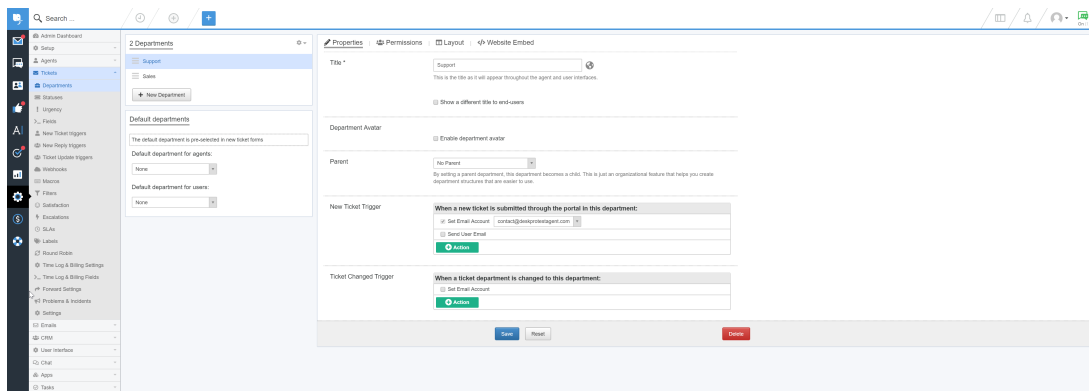 Search ...
Admin Dashboard
Setup
Agents
Tickets
Departments
Statuses
Urgency
Fields
New Ticket triggers
New Reply triggers
Ticket Update triggers
Webhooks
Macros
Filters
Satisfaction
Escalations
SLAs
Labels
Round Robin
Time Log & Billing Settings
Time Log & Billing Fields
Forward Settings
Problems & Incidents
Settings
Emails
CRM
User Interface
Chat
Apps
Tasks
2 Departments
Support
Sales
+ New Department
Default departments
The default department is pre-selected in new ticket forms
Default department for agents:
None
Default department for users:
None
Properties
Permissions
Layout
</> Website Embed
Title *
Support
This is the title as it will appear throughout the agent and user interfaces.
Show a different title to end-users
Department Avatar
Enable department avatar
Parent
No Parent
By setting a parent department, this department becomes a child. This is just an organizational feature that helps you create
department structures that are easier to use.
New Ticket Trigger
When a new ticket is submitted through the portal in this department:
Set Email Account
contact@deskprotestagent.com
Send User Email
Action
Ticket Changed Trigger
When a ticket department is changed to this department:
Set Email Account
Action
Save
Reset
Delete